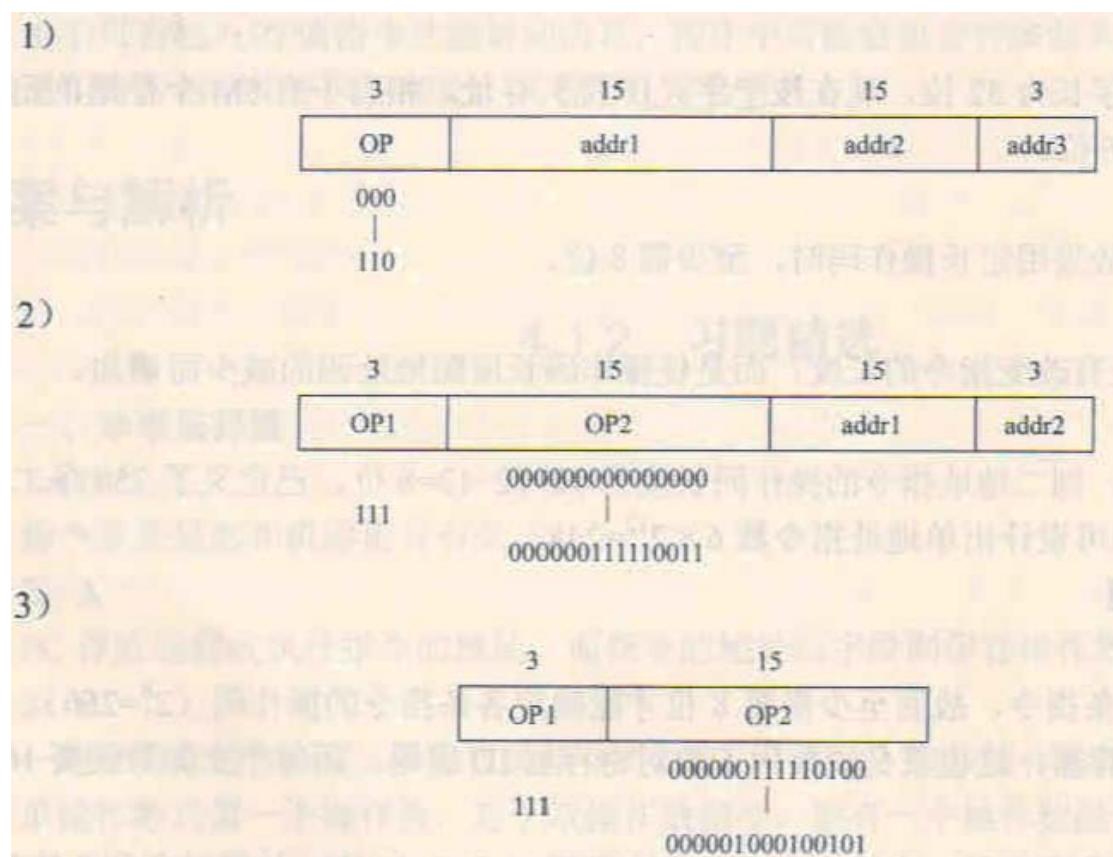 1)
3 15 15 3
OP addr1 addr2 addr3
000
|
110
2)
3 15 15 3
OP1 OP2 addr1 addr2
000000000000000
111 |
000000111110011
3)
3 15
OP1 OP2
000000111110100
111 |
000001000100101